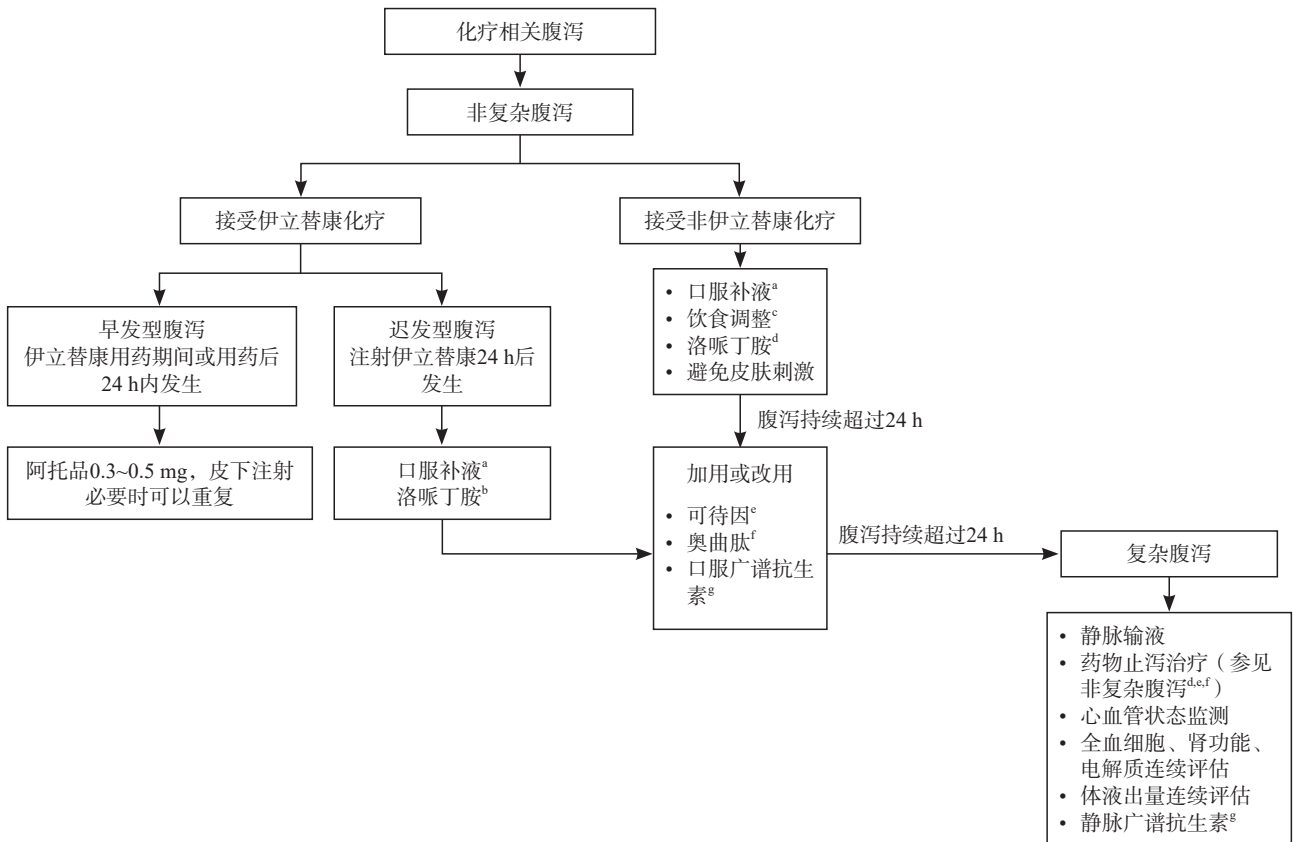 化疗相关腹泻
非复杂腹泻
接受伊立替康化疗
接受非伊立替康化疗
早发型腹泻
伊立替康用药期间或用药后
24 h内发生
迟发型腹泻
注射伊立替康24 h后
发生
• 口服补液a
• 饮食调整c
• 洛哌丁胺d
• 避免皮肤刺激
腹泻持续超过24 h
阿托品0.3~0.5 mg，皮下注射
必要时可以重复
口服补液a
洛哌丁胺b
加用或改用
• 可待因e
• 奥曲肽f
• 口服广谱抗生
素g
腹泻持续超过24 h
复杂腹泻
• 静脉输液
• 药物止泻治疗（参见
非复杂腹泻d,e,f）
• 心血管状态监测
• 全血细胞、肾功能、
电解质连续评估
• 体液出量连续评估
• 静脉广谱抗生素g